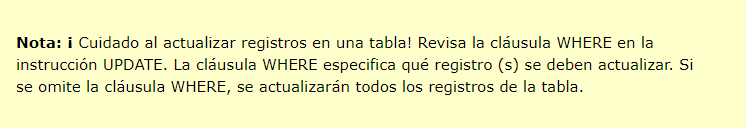 Nota: ¡ Cuidado al actualizar registros en una tabla! Revisa la cláusula WHERE en la
instrucción UPDATE. La cláusula WHERE especifica qué registro (s) se deben actualizar. Si
se omite la cláusula WHERE, se actualizarán todos los registros de la tabla.